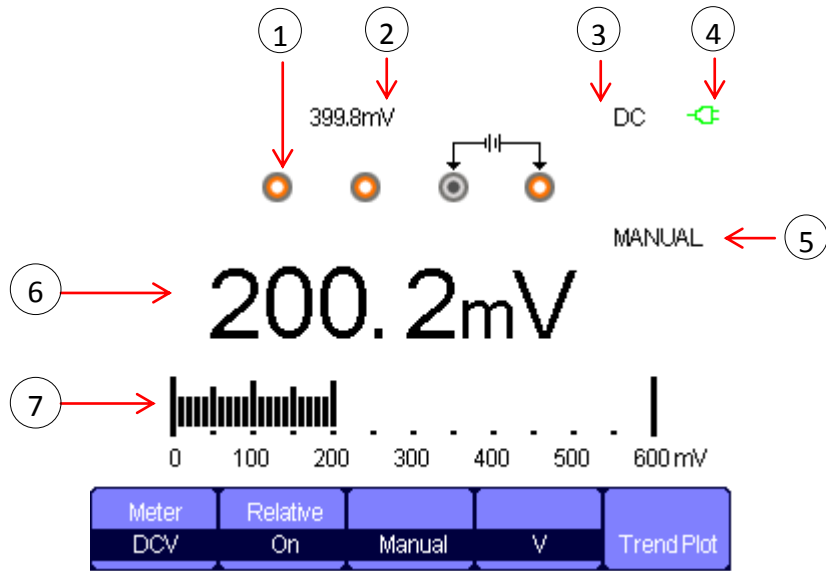 1 2 3 4
399.8mV DC
MANUAL 5
6 200.2mV
7
0 100 200 300 400 500 600 mV
Meter Relative
DCV On Manual V Trend Plot